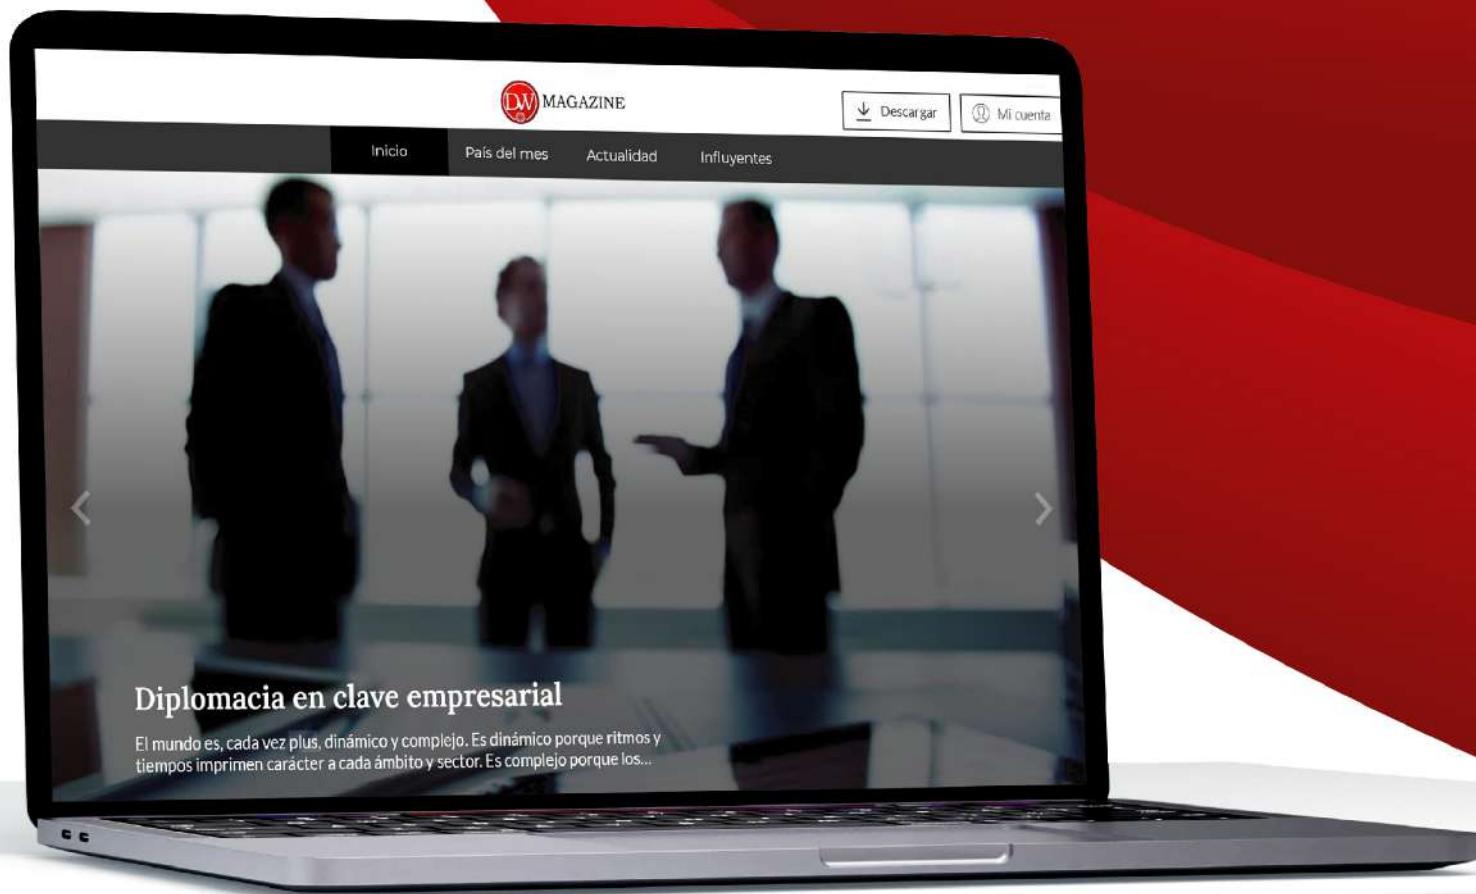 DW MAGAZINE
Descargar
Mi cuenta
Inicio
País del mes
Actualidad
Influyentes
Diplomacia en clave empresarial
El mundo es, cada vez plus, dinámico y complejo. Es dinámico porque ritmos y
tiempos imprimen carácter a cada ámbito y sector. Es complejo porque los...